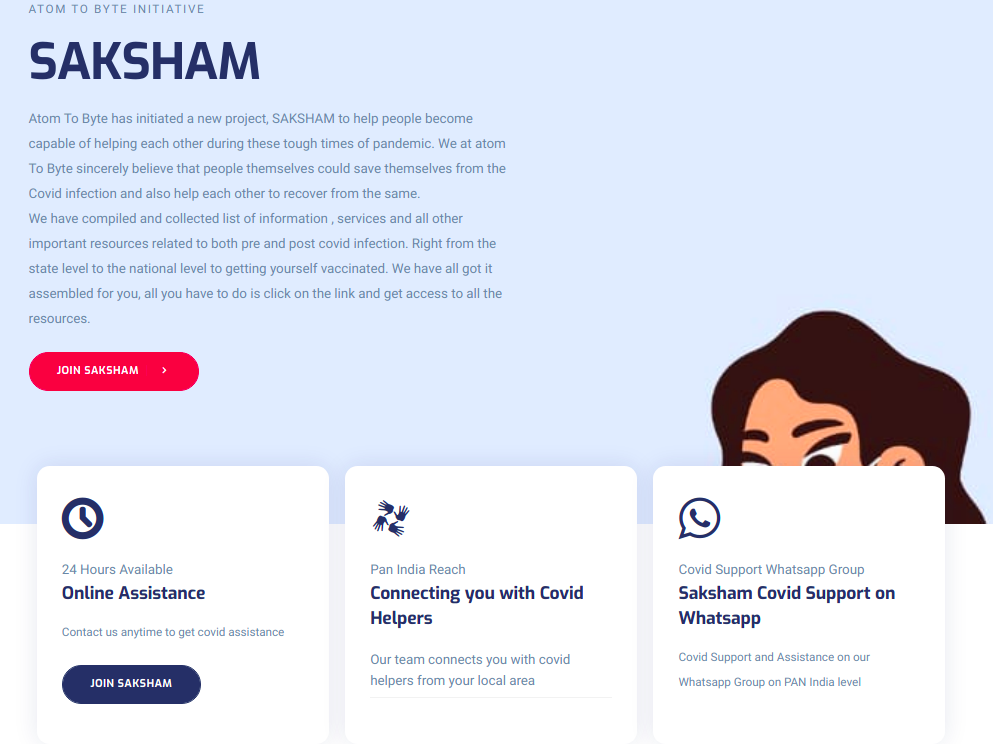 ATOM TO BYTE INITIATIVE
SAKSHAM
Atom To Byte has initiated a new project, SAKSHAM to help people become
capable of helping each other during these tough times of pandemic. We at atom
To Byte sincerely believe that people themselves could save themselves from the
Covid infection and also help each other to recover from the same.
We have compiled and collected list of information , services and all other
important resources related to both pre and post covid infection. Right from the
state level to the national level to getting yourself vaccinated. We have all got it
assembled for you, all you have to do is click on the link and get access to all the
resources.
JOIN SAKSHAM
24 Hours Available
Online Assistance
Contact us anytime to get covid assistance
JOIN SAKSHAM
Pan India Reach
Connecting you with Covid
Helpers
Our team connects you with covid
helpers from your local area
Covid Support Whatsapp Group
Saksham Covid Support on
Whatsapp
Covid Support and Assistance on our
Whatsapp Group on PAN India level